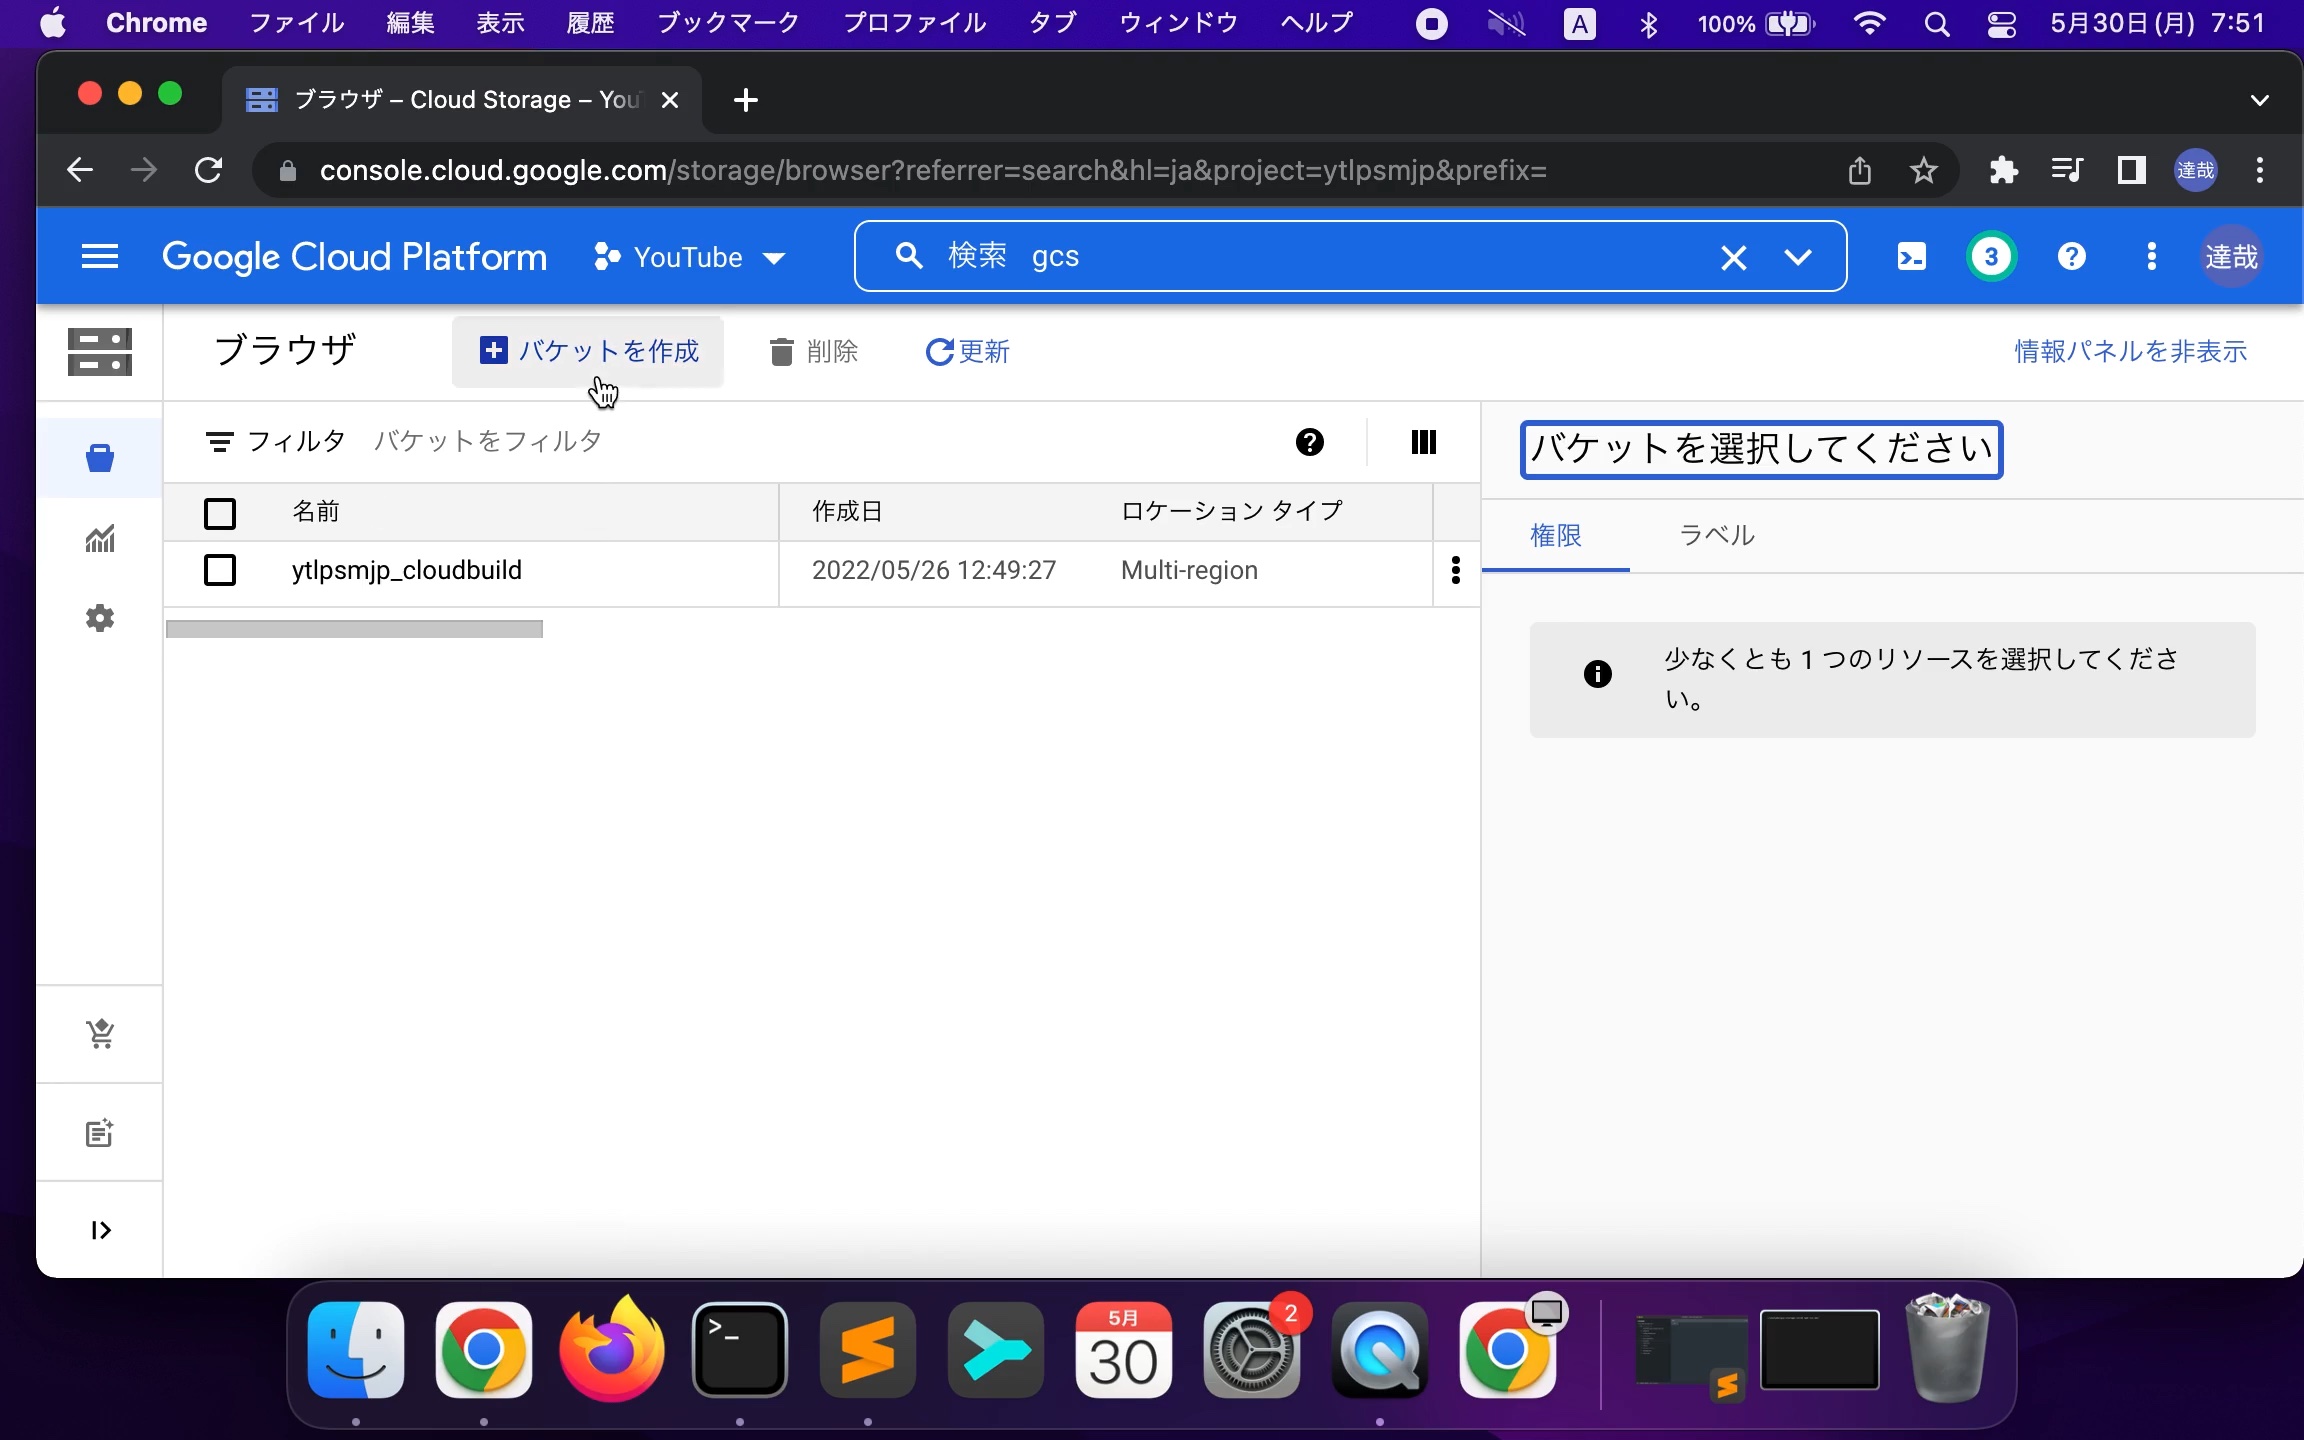 Chrome ファイル 編集 表示 履歴 ブックマーク プロファイル タブ ウィンドウ ヘルプ A 100% 5月30日(月) 7:51
ブラウザ – Cloud Storage – You
console.cloud.google.com/storage/browser?referrer=search&hl=ja&project=ytlpsmjp&prefix= 達哉
Google Cloud Platform YouTube 検索 gcs 3 達哉
ブラウザ バケットを作成 削除 更新 情報パネルを非表示
フィルタ バケットをフィルタ
バケットを選択してください
名前 作成日 ロケーション タイプ
権限 ラベル
ytlpsmjp_cloudbuild 2022/05/26 12:49:27 Multi-region
少なくとも 1 つのリソースを選択してくださ
い。
>_
5月
30
2